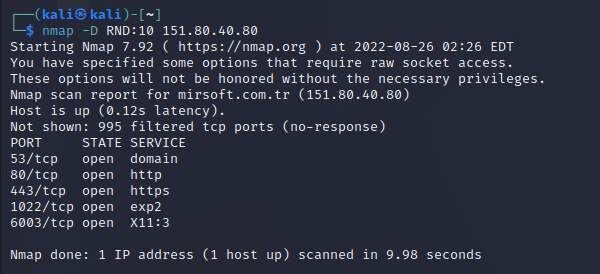 ┌──(kali㉿kali)-[~]
└─$ nmap -D RND:10 151.80.40.80
Starting Nmap 7.92 ( https://nmap.org ) at 2022-08-26 02:26 EDT
You have specified some options that require raw socket access.
These options will not be honored without the necessary privileges.
Nmap scan report for mirsoft.com.tr (151.80.40.80)
Host is up (0.12s latency).
Not shown: 995 filtered tcp ports (no-response)
PORT     STATE SERVICE
53/tcp   open  domain
80/tcp   open  http
443/tcp  open  https
1022/tcp open  exp2
6003/tcp open  X11:3
Nmap done: 1 IP address (1 host up) scanned in 9.98 seconds